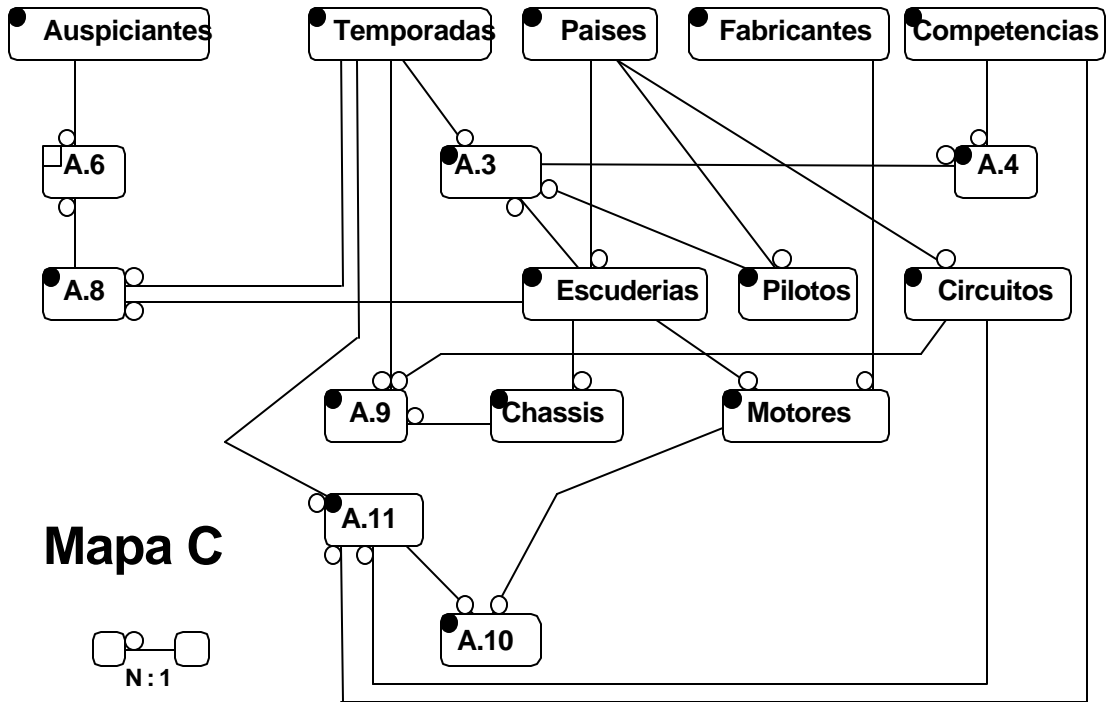 Auspiciantes
Temporadas
Paises
Fabricantes
Competencias
A.6
A.3
A.4
A.8
Escuderias
Pilotos
Circuitos
A.9
Chassis
Motores
A.11
Mapa C
A.10
N : 1